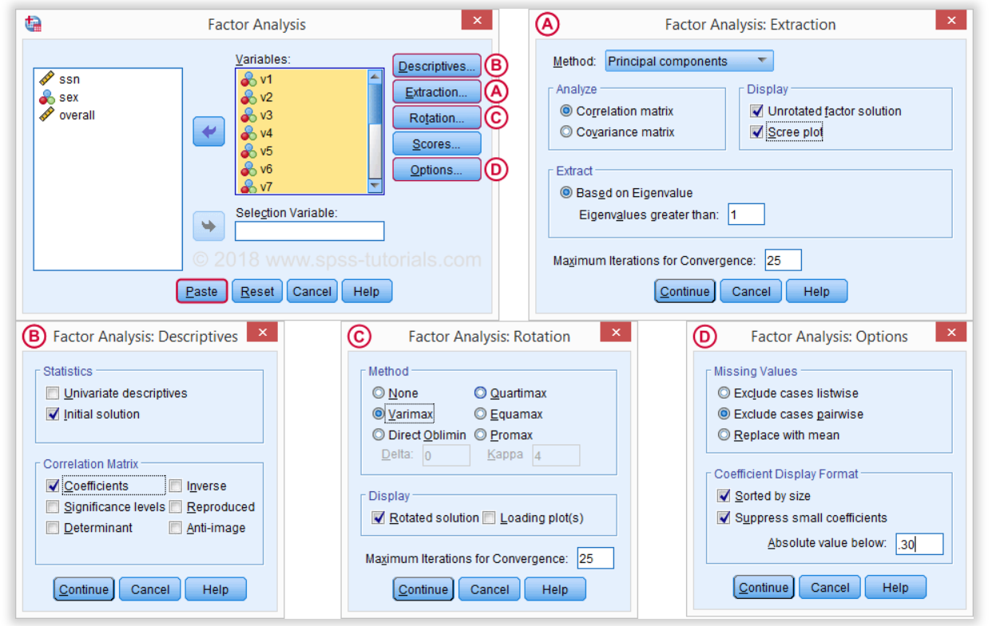 Factor Analysis
Variables:
ssn
sex
overall
v1
v2
v3
v4
v5
v6
v7
Descriptives... B
Extraction... A
Rotation... C
Scores...
Options... D
Selection Variable:
© 2018 www.spss-tutorials.com
Paste Reset Cancel Help
A Factor Analysis: Extraction
Method: Principal components
Analyze
Correlation matrix
Covariance matrix
Display
Unrotated factor solution
Scree plot
Extract
Based on Eigenvalue
Eigenvalues greater than: 1
Maximum Iterations for Convergence: 25
Continue Cancel Help
B Factor Analysis: Descriptives
Statistics
Univariate descriptives
Initial solution
Correlation Matrix
Coefficients Inverse
Significance levels Reproduced
Determinant Anti-image
Continue Cancel Help
C Factor Analysis: Rotation
Method
None Quartimax
Varimax Equamax
Direct Oblimin Promax
Delta: 0 Kappa 4
Display
Rotated solution Loading plot(s)
Maximum Iterations for Convergence: 25
Continue Cancel Help
D Factor Analysis: Options
Missing Values
Exclude cases listwise
Exclude cases pairwise
Replace with mean
Coefficient Display Format
Sorted by size
Suppress small coefficients
Absolute value below: .30
Continue Cancel Help